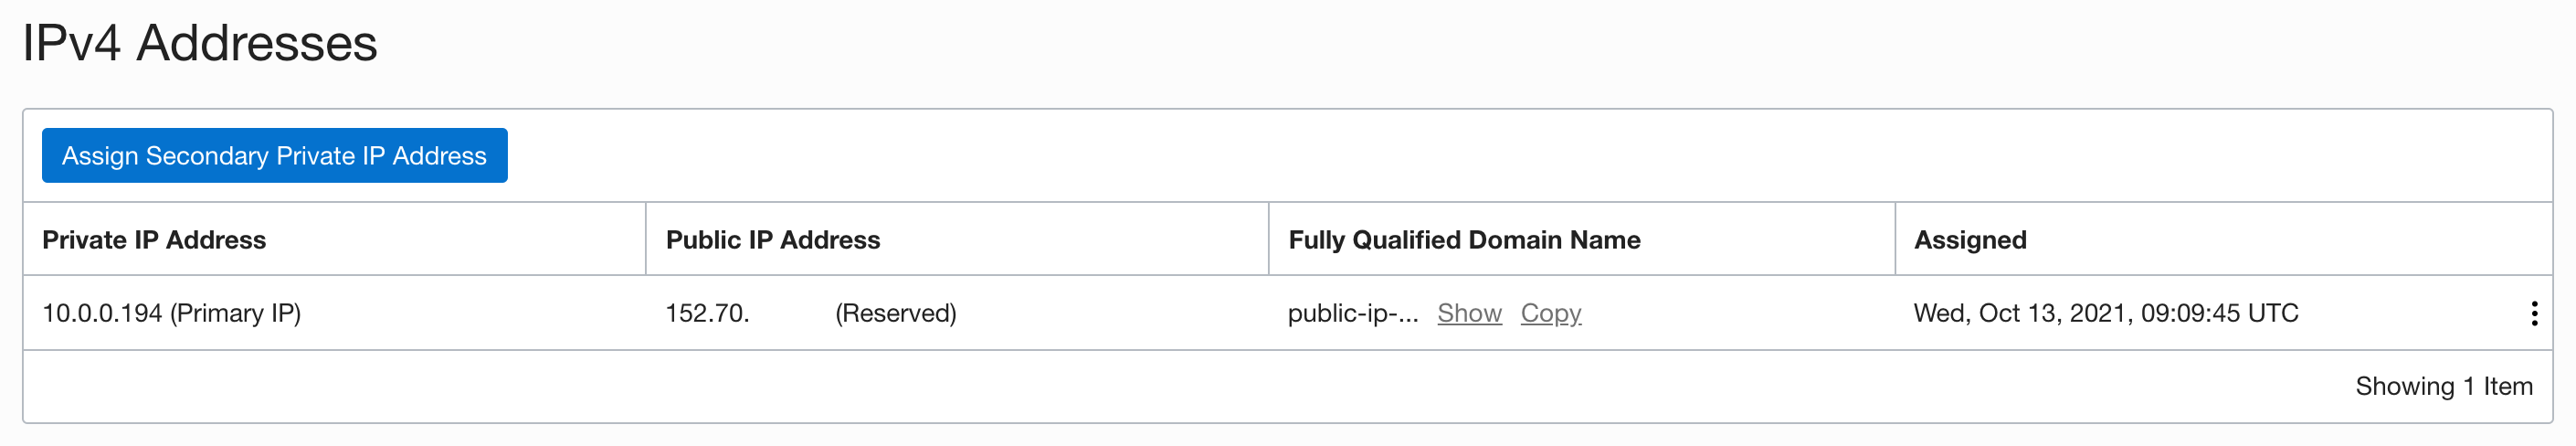 IPv4 Addresses
Assign Secondary Private IP Address
Private IP Address Public IP Address Fully Qualified Domain Name Assigned
10.0.0.194 (Primary IP) 152.70. (Reserved) public-ip-... Show Copy Wed, Oct 13, 2021, 09:09:45 UTC
Showing 1 Item